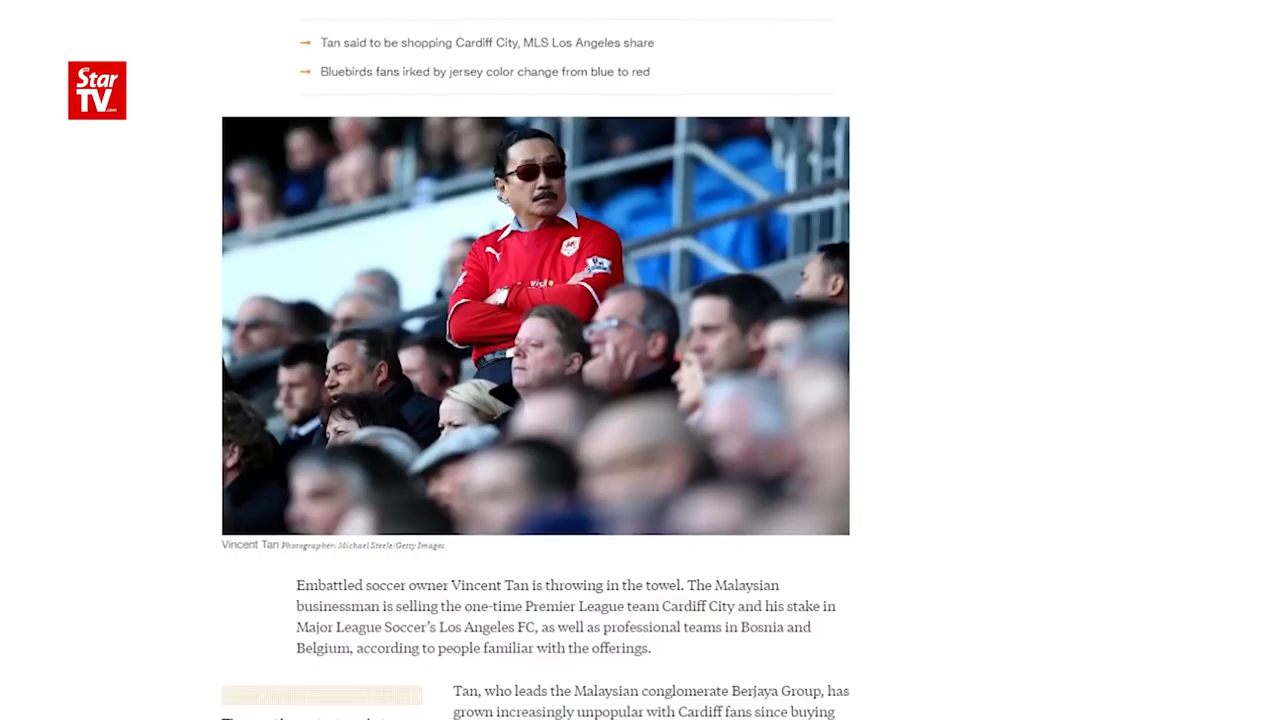 Tan said to be shopping Cardiff City, MLS Los Angeles share
Bluebirds fans irked by jersey color change from blue to red
Star
TV.com
Vincent Tan Photographer: Michael Steele/Getty Images
Embattled soccer owner Vincent Tan is throwing in the towel. The Malaysian
businessman is selling the one-time Premier League team Cardiff City and his stake in
Major League Soccer's Los Angeles FC, as well as professional teams in Bosnia and
Belgium, according to people familiar with the offerings.
Tan, who leads the Malaysian conglomerate Berjaya Group, has
grown increasingly unpopular with Cardiff fans since buying